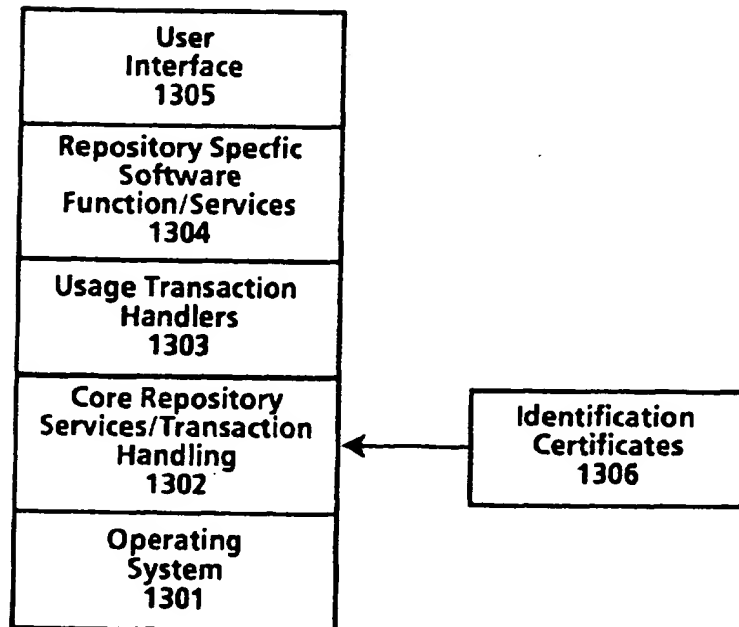 User
Interface
1305
Repository Specfic
Software
Function/Services
1304
Usage Transaction
Handlers
1303
Core Repository
Services/Transaction
Handling
1302
Identification
Certificates
1306
Operating
System
1301